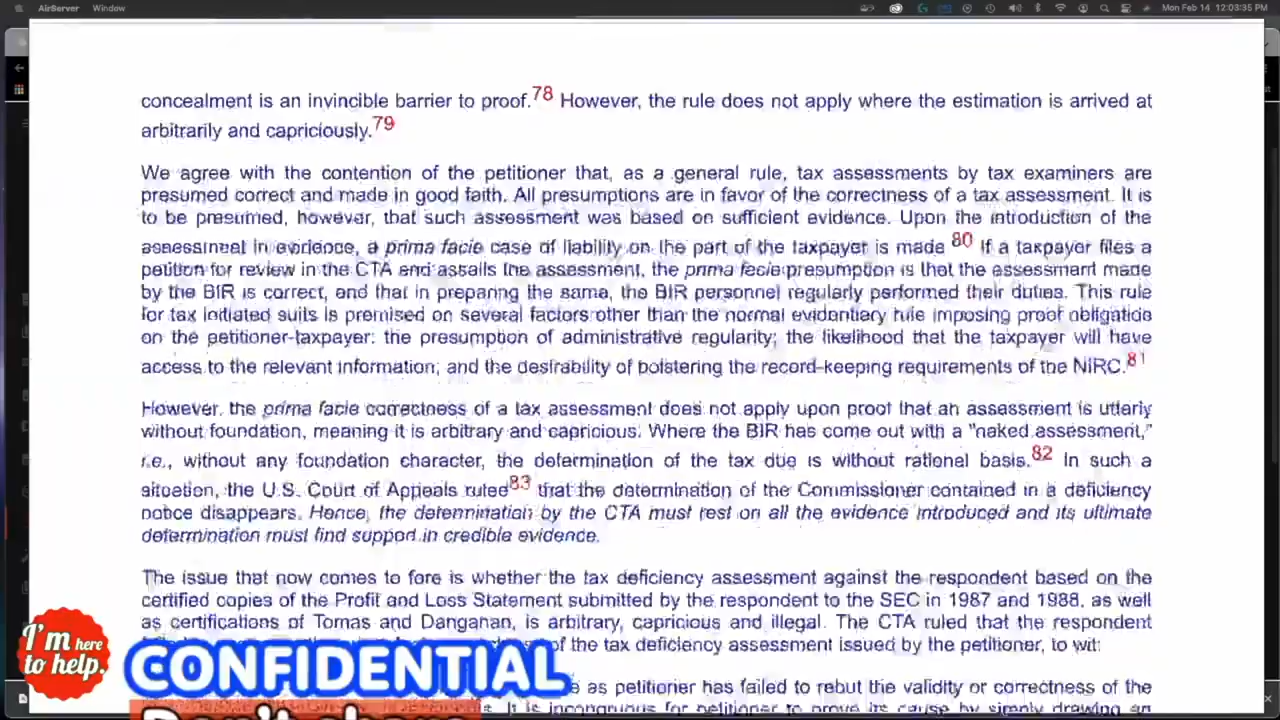 AirServer Window Mon Feb 14 12:03:35
concealment is an invincible barrier to proof.78 However, the rule does not apply where the estimation is arrived at
arbitrarily and capriciously.79
We agree with the contention of the petitioner that, as a general rule, tax assessments by tax examiners are
presumed correct and made in good faith. All presumptions are in favor of the correctness of a tax assessment. It is
to be presumed, however, that such assessment was based on sufficient evidence. Upon the introduction of the
assessment in evidence, a prima facie case of liability on the part of the taxpayer is made 80 If a taxpayer files a
petition for review in the CTA and assails the assessment, the prima facie presumption is that the assessment made
by the BIR is correct, and that in preparing the same, the BIR personnel regularly performed their duties. This rule
for tax initiated suits is premised on several factors other than the normal evidentiary rule imposing proof obligation
on the petitioner-taxpayer: the presumption of administrative regularity; the likelihood that the taxpayer will have
access to the relevant information; and the desirability of bolstering the record-keeping requirements of the NIRC.81
However, the prima facie correctness of a tax assessment does not apply upon proof that an assessment is utterly
without foundation, meaning it is arbitrary and capricious. Where the BIR has come out with a "naked assessment,"
i.e., without any foundation character, the determination of the tax due is without rational basis.82 In such a
situation, the U.S. Court of Appeals ruled83 that the determination of the Commissioner contained in a deficiency
notice disappears. Hence, the determination by the CTA must rest on all the evidence introduced and its ultimate
determination must find support in credible evidence.
The issue that now comes to fore is whether the tax deficiency assessment against the respondent based on the
certified copies of the Profit and Loss Statement submitted by the respondent to the SEC in 1987 and 1988, as well
as certifications of Tomas and Danganan, is arbitrary, capricious and illegal. The CTA ruled that the respondent
of the tax deficiency assessment issued by the petitioner, to wit:
as petitioner has failed to rebut the validity or correctness of the
It is incongruous for petitioner to prove its cause by simply drawing an
I'm here
to help.
CONFIDENTIAL
Don't